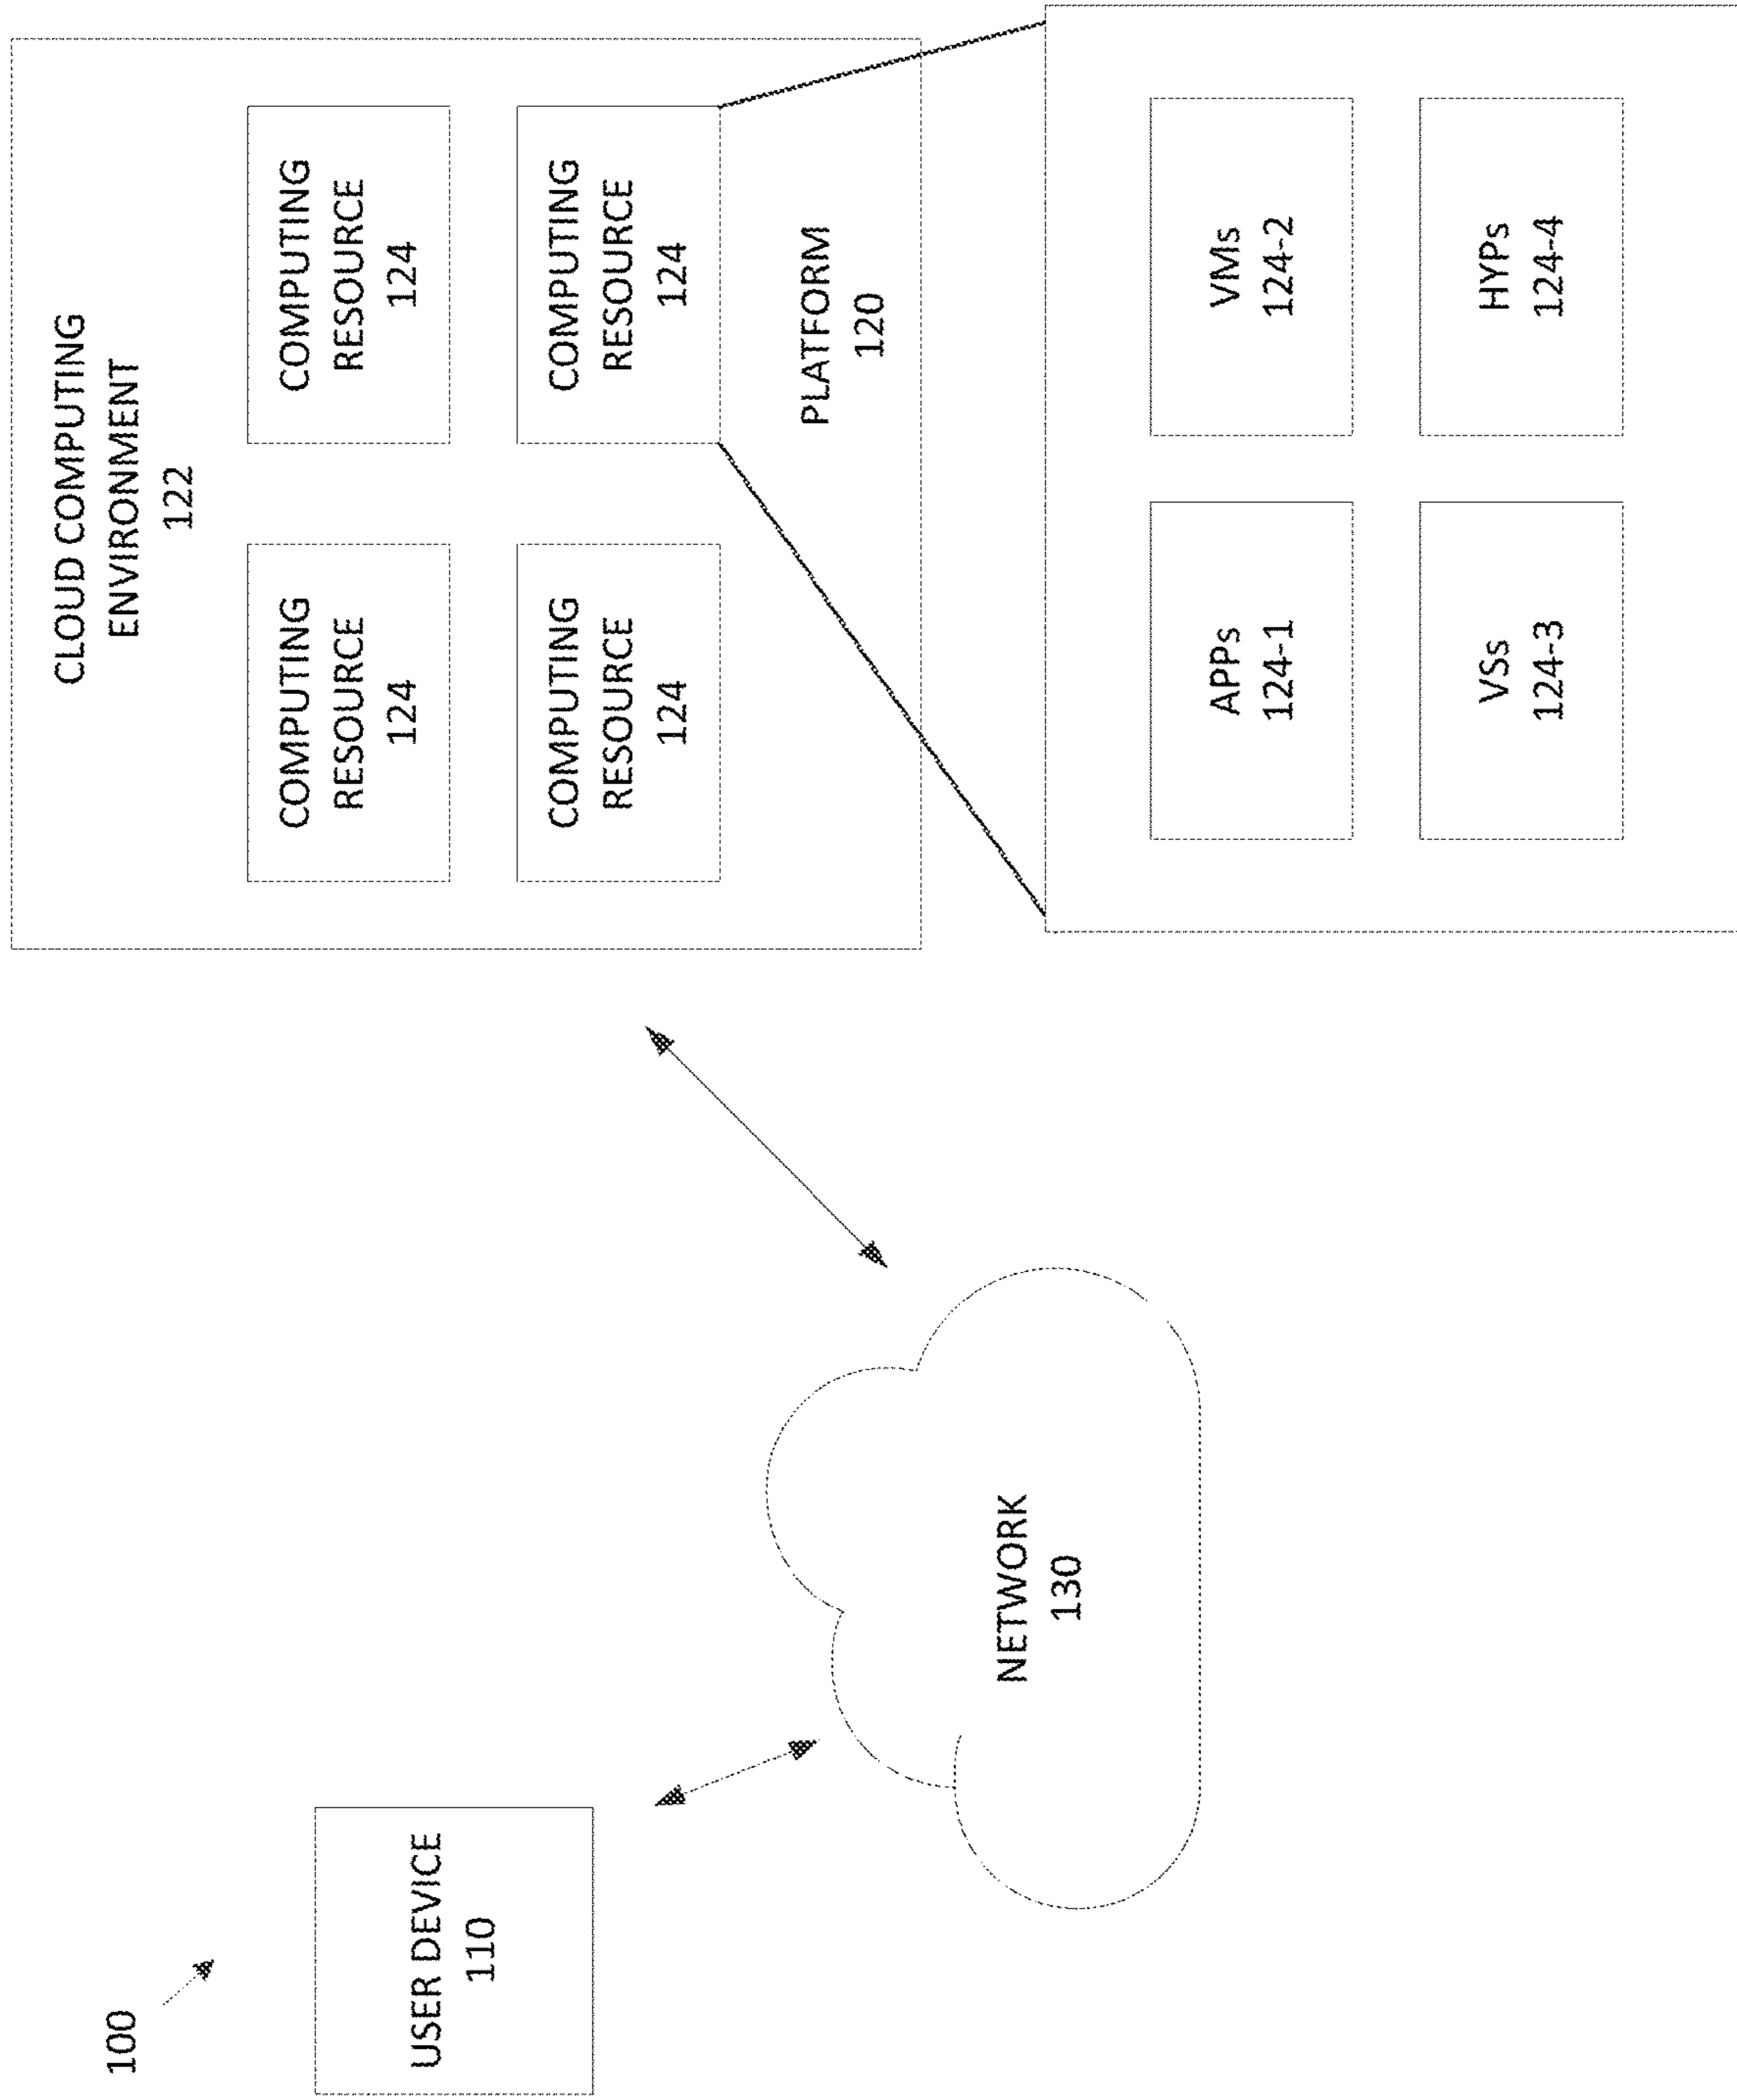 100
USER DEVICE
110
NETWORK
130
CLOUD COMPUTING
ENVIRONMENT
122
COMPUTING
RESOURCE
124
COMPUTING
RESOURCE
124
COMPUTING
RESOURCE
124
COMPUTING
RESOURCE
124
PLATFORM
120
APPs
124-1
VMs
124-2
VSs
124-3
HYPs
124-4